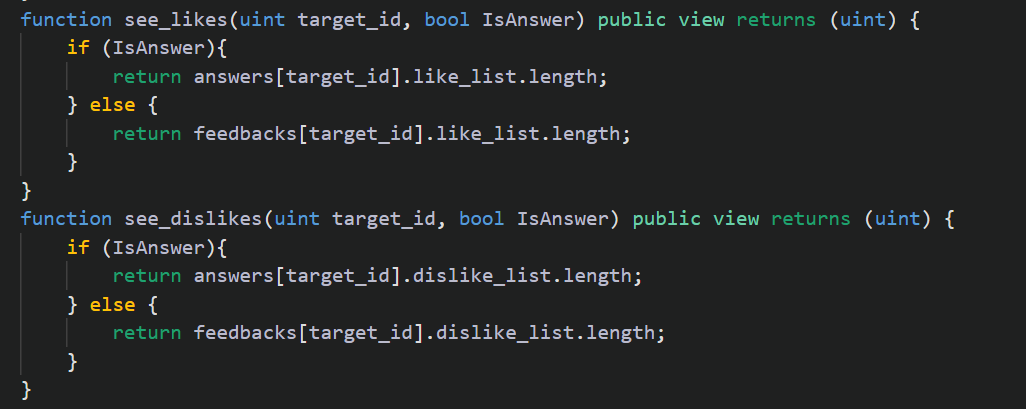 function see_likes(uint target_id, bool IsAnswer) public view returns (uint) {
    if (IsAnswer){
        return answers[target_id].like_list.length;
    } else {
        return feedbacks[target_id].like_list.length;
    }
}
function see_dislikes(uint target_id, bool IsAnswer) public view returns (uint) {
    if (IsAnswer){
        return answers[target_id].dislike_list.length;
    } else {
        return feedbacks[target_id].dislike_list.length;
    }
}